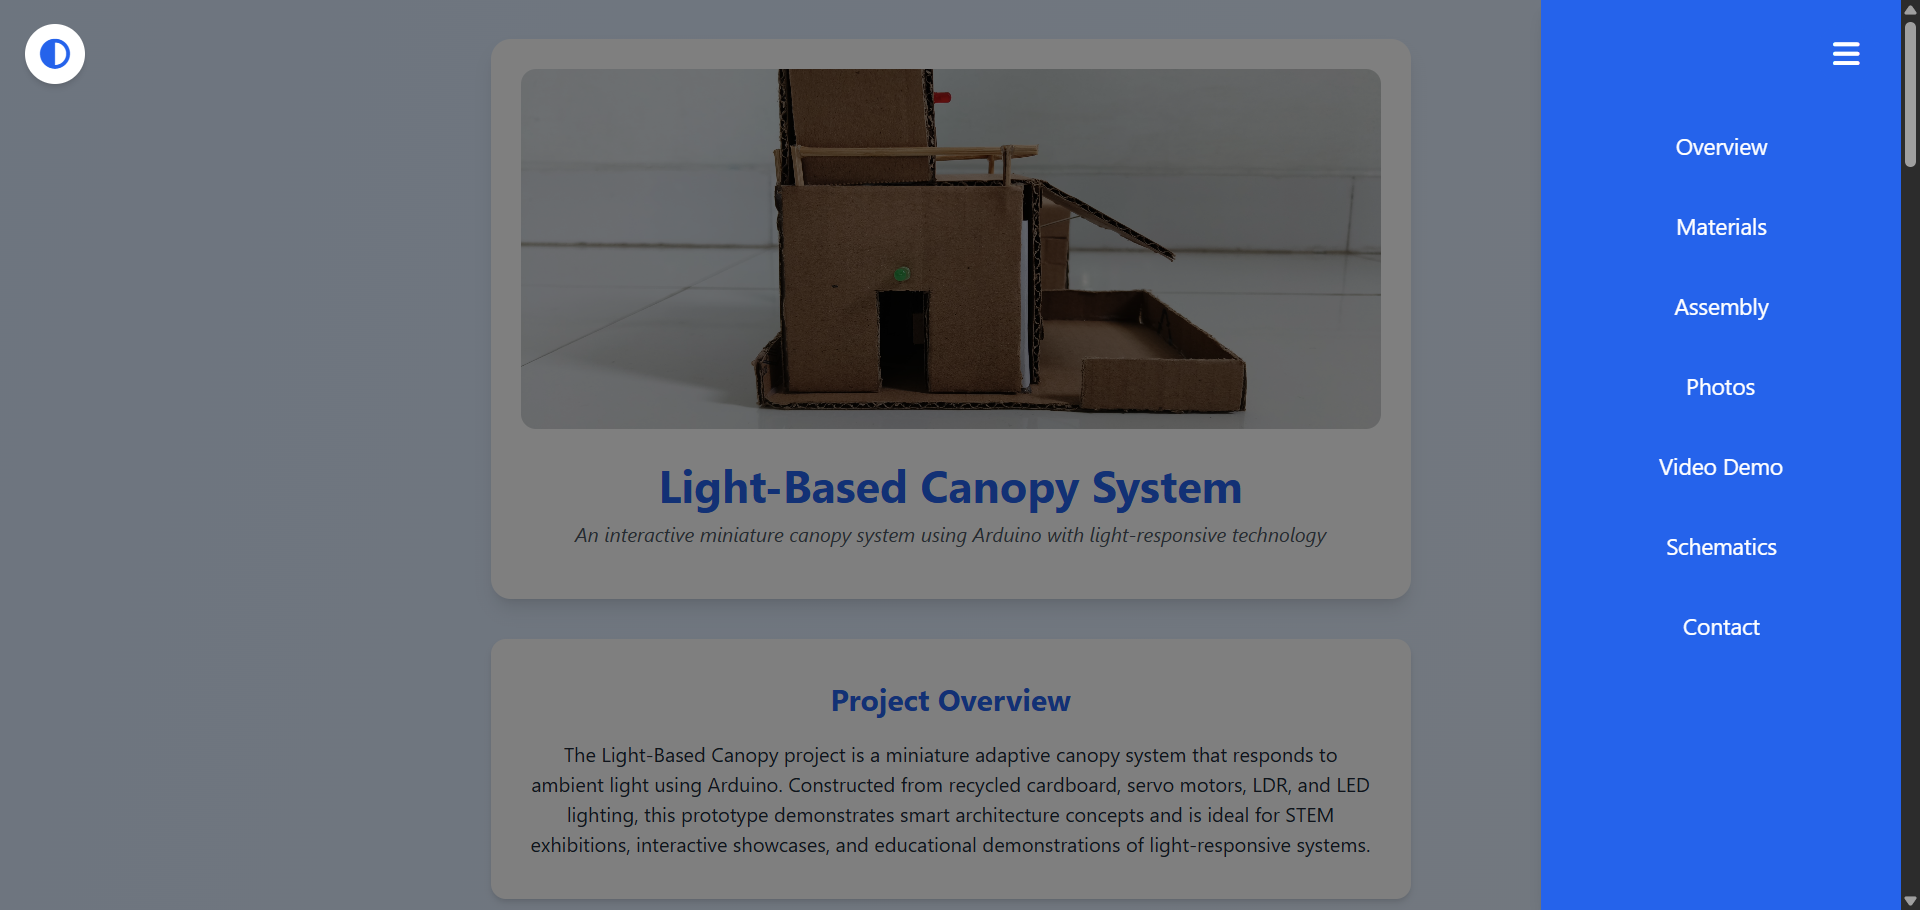 Light-Based Canopy System
An interactive miniature canopy system using Arduino with light-responsive technology
Project Overview
The Light-Based Canopy project is a miniature adaptive canopy system that responds to
ambient light using Arduino. Constructed from recycled cardboard, servo motors, LDR, and LED
lighting, this prototype demonstrates smart architecture concepts and is ideal for STEM
exhibitions, interactive showcases, and educational demonstrations of light-responsive systems.
Overview
Materials
Assembly
Photos
Video Demo
Schematics
Contact